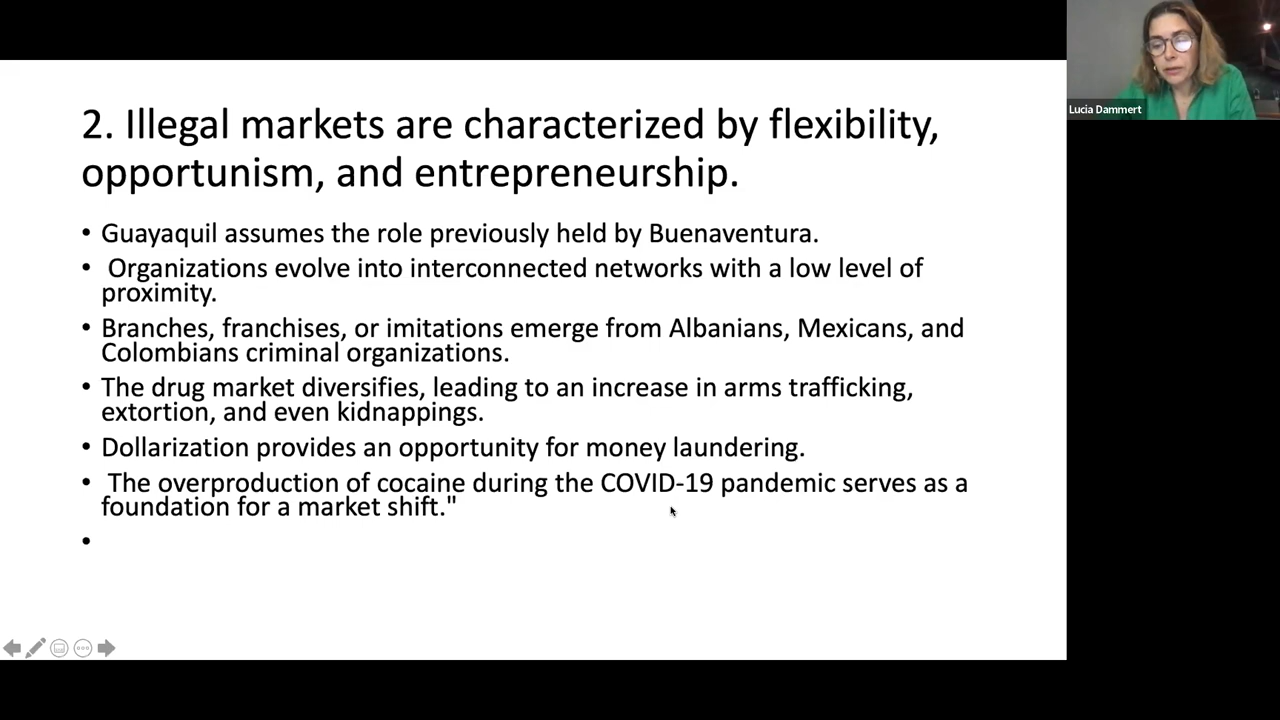 2. Illegal markets are characterized by flexibility,
opportunism, and entrepreneurship.
• Guayaquil assumes the role previously held by Buenaventura.
• Organizations evolve into interconnected networks with a low level of
proximity.
• Branches, franchises, or imitations emerge from Albanians, Mexicans, and
Colombians criminal organizations.
• The drug market diversifies, leading to an increase in arms trafficking,
extortion, and even kidnappings.
• Dollarization provides an opportunity for money laundering.
• The overproduction of cocaine during the COVID-19 pandemic serves as a
foundation for a market shift."
•
Lucia Dammert